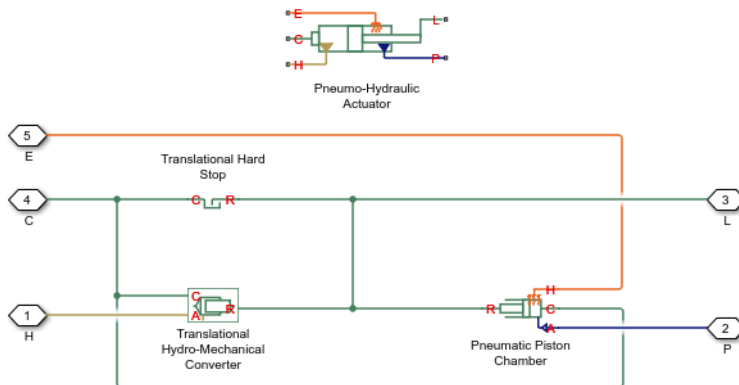 E
L
C
H
P
Pneumo-Hydraulic
Actuator
5
E
Translational Hard
Stop
4
C
C R
3
L
H
C
R
R
C
A
A
1
H
Translational
Hydro-Mechanical
Converter
Pneumatic Piston
Chamber
2
P